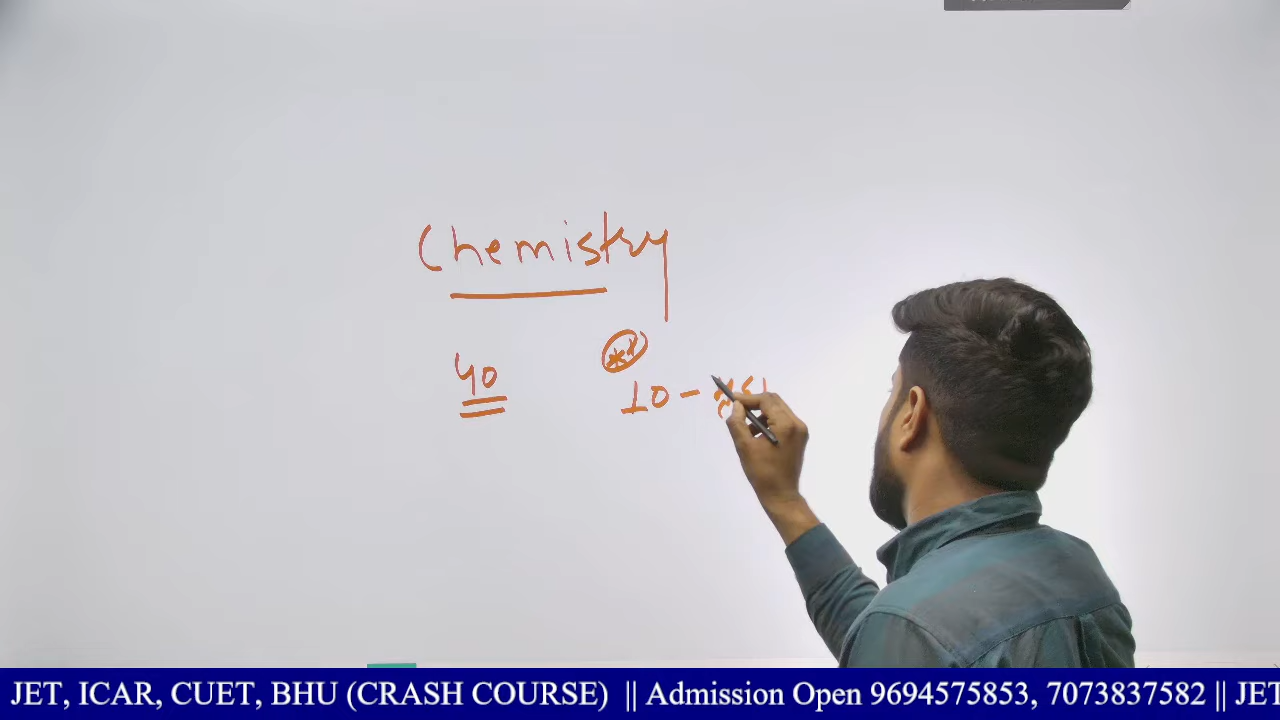 Chemistry
40
** 10 -
JET, ICAR, CUET, BHU (CRASH COURSE) || Admission Open 9694575853, 7073837582 || JET